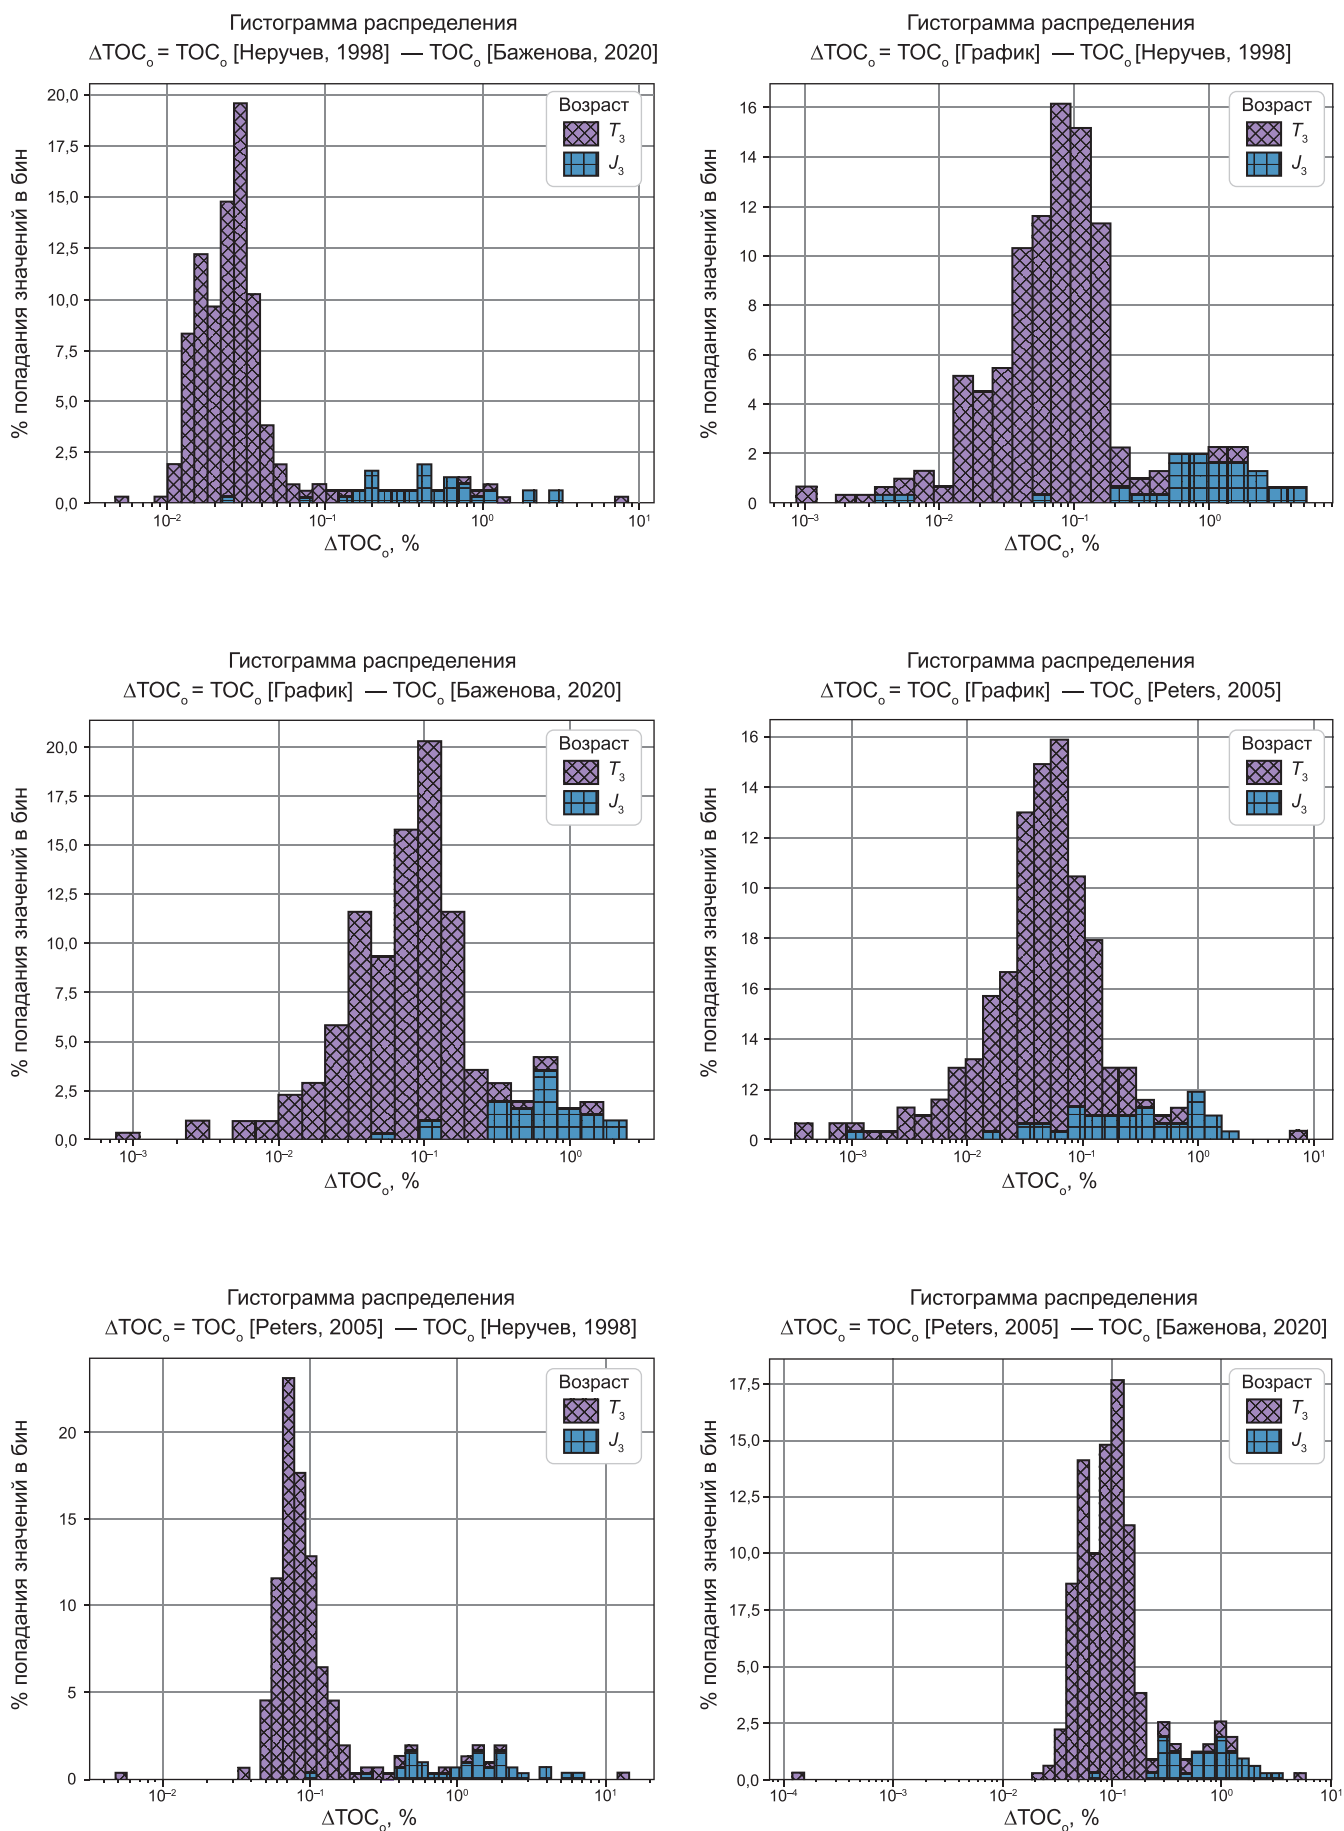 Гистограмма распределения
ΔTOCₒ = TOCₒ [Неручев, 1998] — TOCₒ [Баженова, 2020]
% попадания значений в бин
20,0
17,5
15,0
12,5
10,0
7,5
5,0
2,5
0,0
Возраст
T₃
J₃
10⁻²
10⁻¹
10⁰
10¹
ΔTOCₒ, %
Гистограмма распределения
ΔTOCₒ = TOCₒ [График] — TOCₒ [Неручев, 1998]
% попадания значений в бин
16
14
12
10
8
6
4
2
0
Возраст
T₃
J₃
10⁻³
10⁻²
10⁻¹
10⁰
ΔTOCₒ, %
Гистограмма распределения
ΔTOCₒ = TOCₒ [График] — TOCₒ [Баженова, 2020]
% попадания значений в бин
20,0
17,5
15,0
12,5
10,0
7,5
5,0
2,5
0,0
Возраст
T₃
J₃
10⁻³
10⁻²
10⁻¹
10⁰
ΔTOCₒ, %
Гистограмма распределения
ΔTOCₒ = TOCₒ [График] — TOCₒ [Peters, 2005]
% попадания значений в бин
16
14
12
10
18
16
14
12
0
Возраст
T₃
J₃
10⁻³
10⁻²
10⁻¹
10⁰
10¹
ΔTOCₒ, %
Гистограмма распределения
ΔTOCₒ = TOCₒ [Peters, 2005] — TOCₒ [Неручев, 1998]
% попадания значений в бин
20
15
10
5
0
Возраст
T₃
J₃
10⁻²
10⁻¹
10⁰
10¹
ΔTOCₒ, %
Гистограмма распределения
ΔTOCₒ = TOCₒ [Peters, 2005] — TOCₒ [Баженова, 2020]
% попадания значений в бин
17,5
15,0
12,5
10,0
17,5
5,0
2,5
0,0
Возраст
T₃
J₃
10⁻⁴
10⁻³
10⁻²
10⁻¹
10⁰
10¹
ΔTOCₒ, %